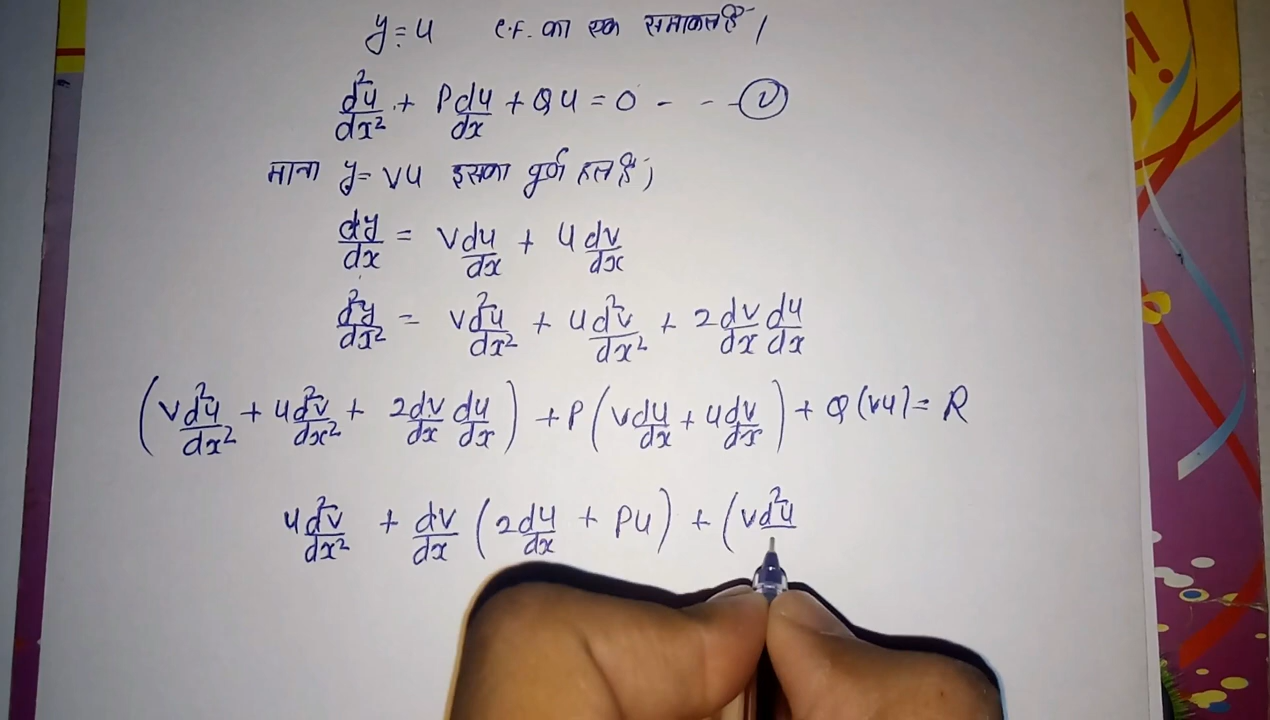 y = u C.F. का एक समाकल है।
d²u/dx² + P du/dx + Qu = 0 - - - (V)
माना y = vu इसका पूर्ण हल है;
dy/dx = v du/dx + u dv/dx
d²y/dx² = v d²u/dx² + u d²v/dx² + 2 dv/dx du/dx
(v d²u/dx² + u d²v/dx² + 2 dv/dx du/dx) + P(v du/dx + u dv/dx) + Q(vu) = R
u d²v/dx² + dv/dx (2 du/dx + Pu) + (v d²u